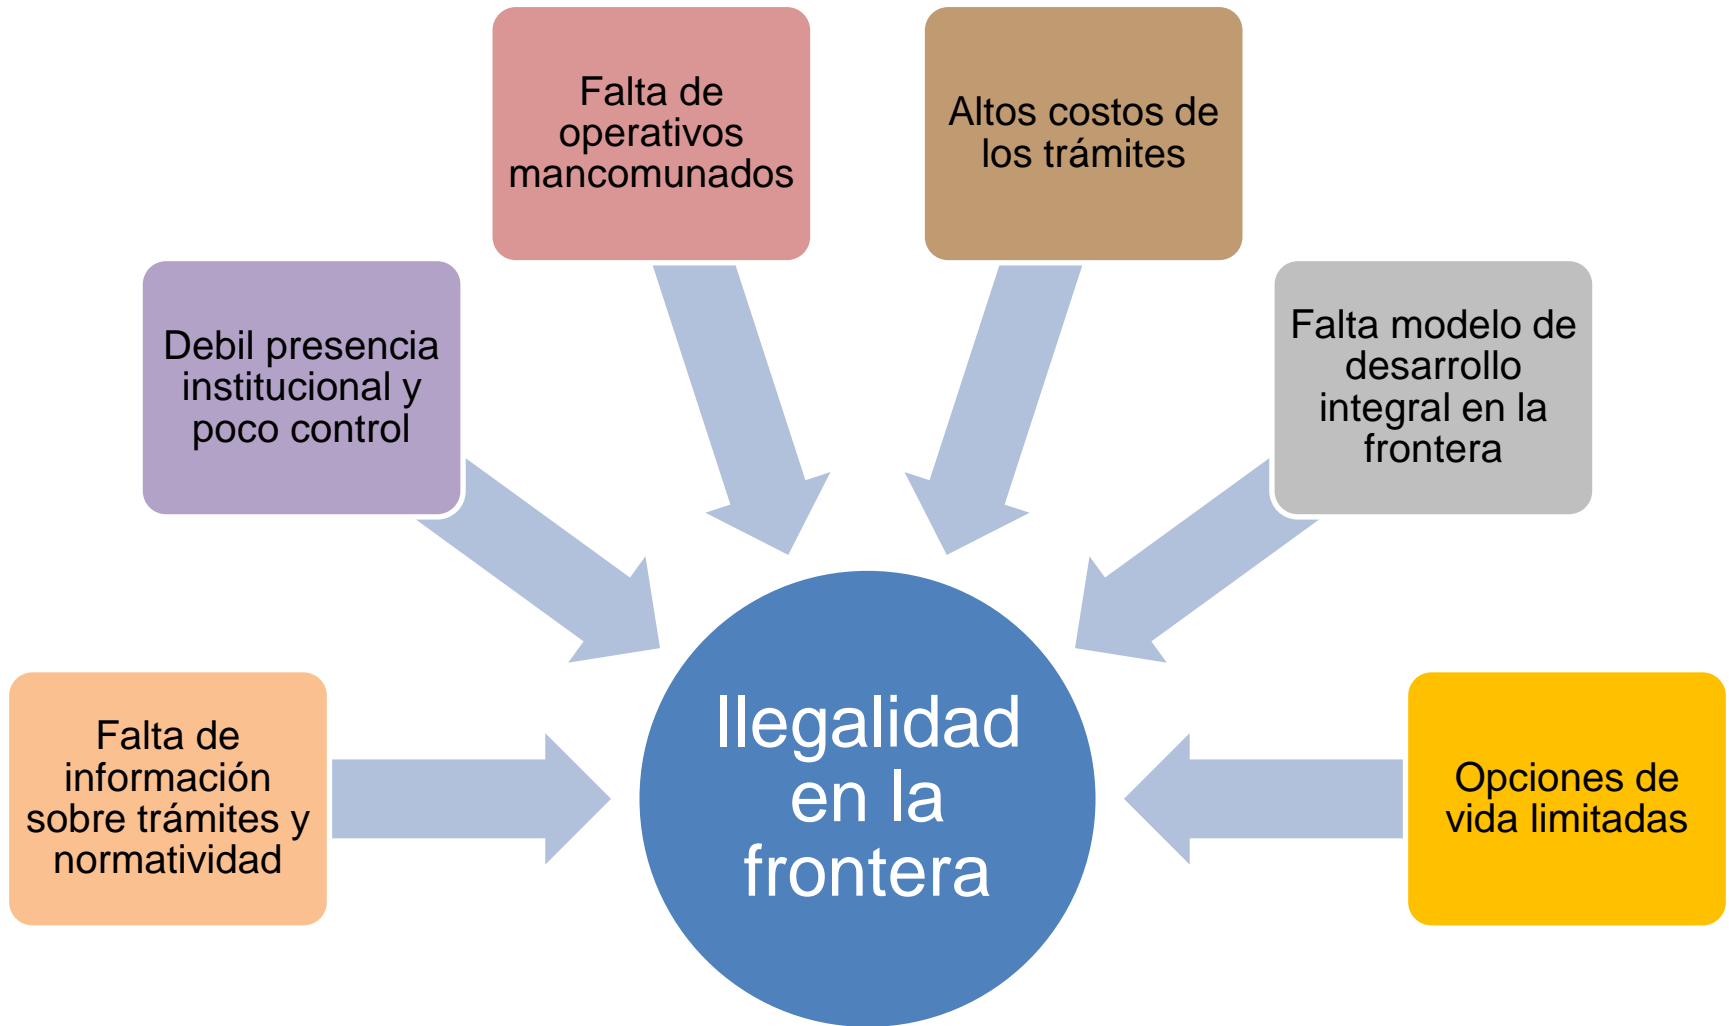 Falta de
operativos
mancomunados
Altos costos de
los trámites
Debil presencia
institucional y
poco control
Falta modelo de
desarrollo
integral en la
frontera
Falta de
información
sobre trámites y
normatividad
Ilegalidad
en la
frontera
Opciones de
vida limitadas